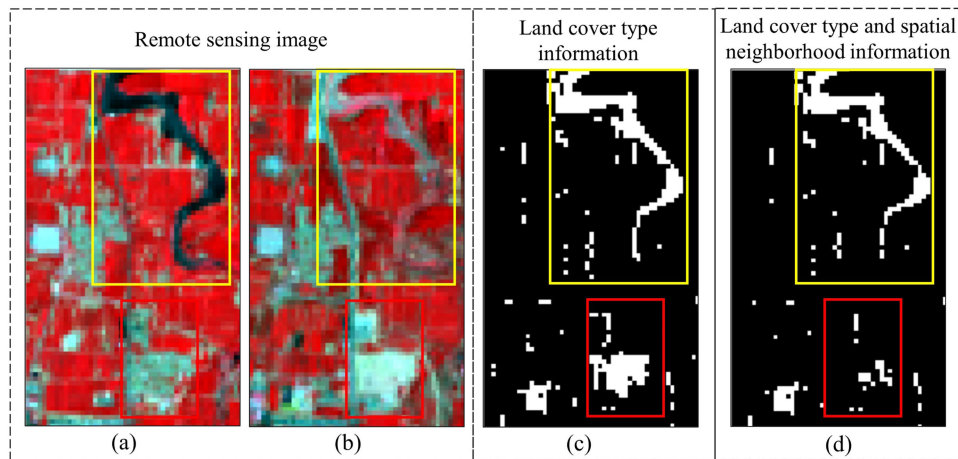 Remote sensing image
Land cover type
information
Land cover type and spatial
neighborhood information
(a)
(b)
(c)
(d)